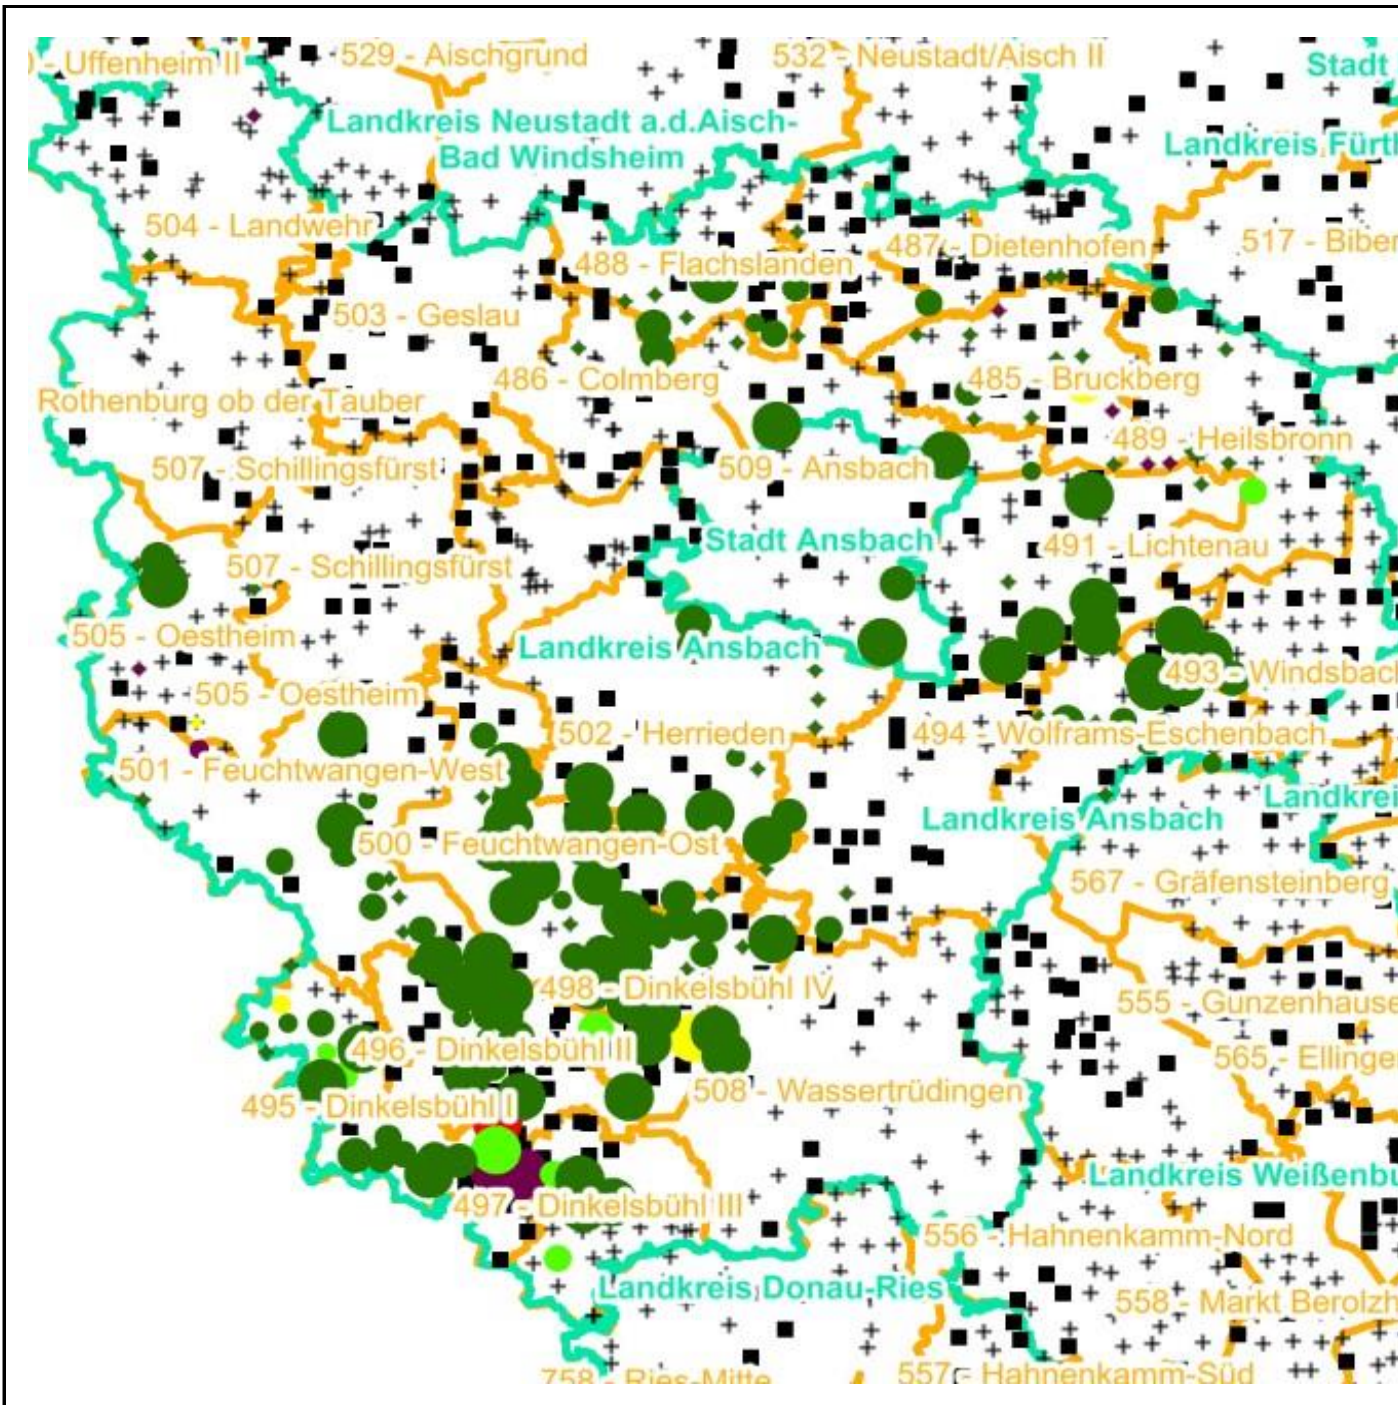 529 - Aischgrund
532 - Neustadt/Aisch II
- Uffenheim II
Stadt
Landkreis Neustadt a.d.Aisch-
Bad Windsheim
Landkreis
504 - Landwehr
487 - Dietenhofen
517 -
488 - Flachslanden
503 - Geslau
486 - Colmberg
485 - Bruckberg
Rothenburg ob der Tauber
489 - Heilsbronn
507 - Schillingsfürst
509 - Ansbach
Stadt Ansbach
491 - Lichtenau
507 - Schillingsfürst
505 - Oestheim
Landkreis Ansbach
493 - Windsbach
505 - Oestheim
502 - Herrieden
494 - Wolframs-Eschenbach
501 - Feuchtwangen-West
Landkrei
Landkreis Ansbach
500 - Feuchtwangen-Ost
567 - Gräfensteinberg
498 - Dinkelsbühl IV
555 - Gunzenhause
496 - Dinkelsbühl II
565 - Ellinge
508 - Wassertrüdingen
495 - Dinkelsbühl I
Landkreis Weißenbu
497 - Dinkelsbühl III
556 - Hahnenkamm-Nord
Landkreis Donau-Ries
558 - Markt Berolzh
758 - Ries-Mitte
557 - Hahnenkamm-Süd